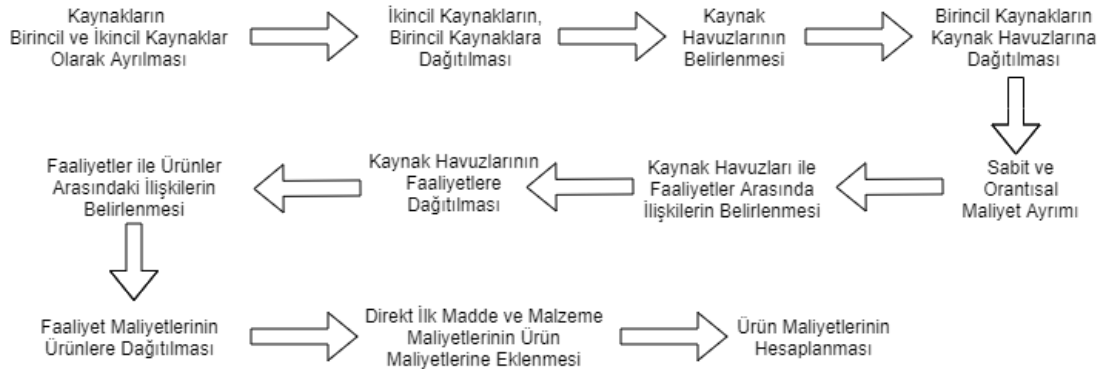 Kaynakların
Birincil ve İkincil Kaynaklar
Olarak Ayrılması
İkincil Kaynakların,
Birincil Kaynaklara
Dağıtılması
Kaynak
Havuzlarının
Belirlenmesi
Birincil Kaynakların
Kaynak Havuzlarına
Dağıtılması
Sabit ve
Orantısal
Maliyet Ayrımı
Kaynak Havuzları ile
Faaliyetler Arasında
İlişkilerin Belirlenmesi
Kaynak Havuzlarının
Faaliyetlere
Dağıtılması
Faaliyetler ile Ürünler
Arasındaki İlişkilerin
Belirlenmesi
Faaliyet Maliyetlerinin
Ürünlere Dağıtılması
Direkt İlk Madde ve Malzeme
Maliyetlerinin Ürün
Maliyetlerine Eklenmesi
Ürün Maliyetlerinin
Hesaplanması